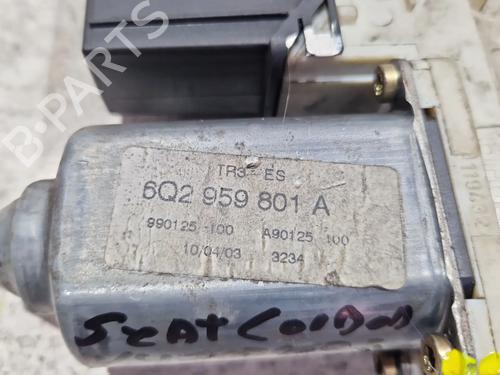 B-PARTS
TR3-ES
6Q2 959 801 A
990125-100 A90125 100
10/04/03 3234
SEAT CORDOBA